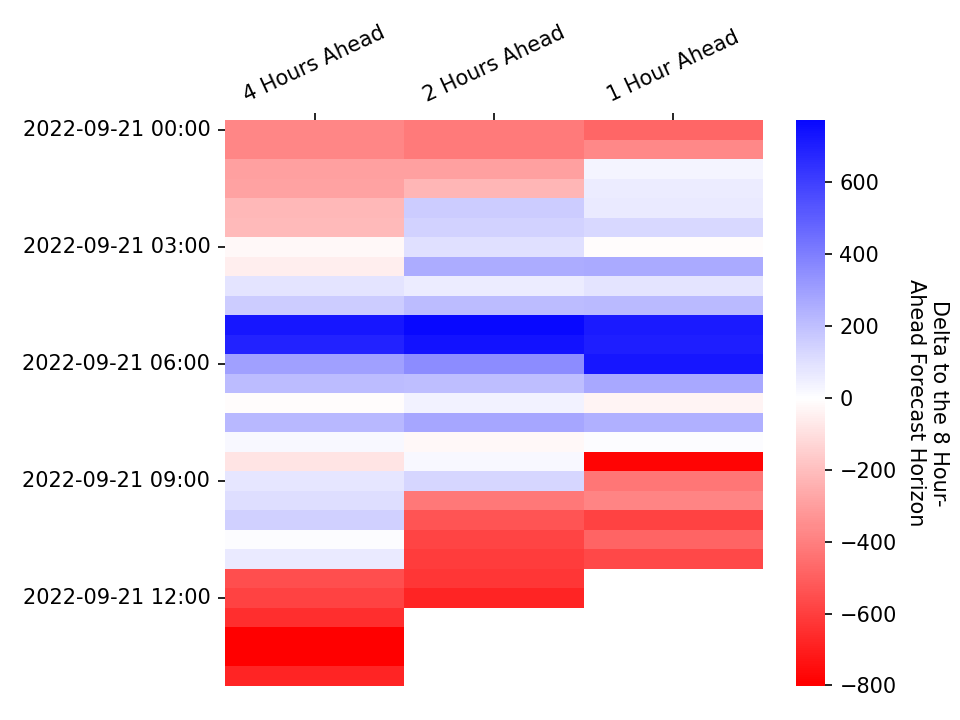 4 Hours Ahead
2 Hours Ahead
1 Hour Ahead
2022-09-21 00:00
2022-09-21 03:00
2022-09-21 06:00
2022-09-21 09:00
2022-09-21 12:00
600
400
200
0
−200
−400
−600
−800
Delta to the 8 Hour-
Ahead Forecast Horizon